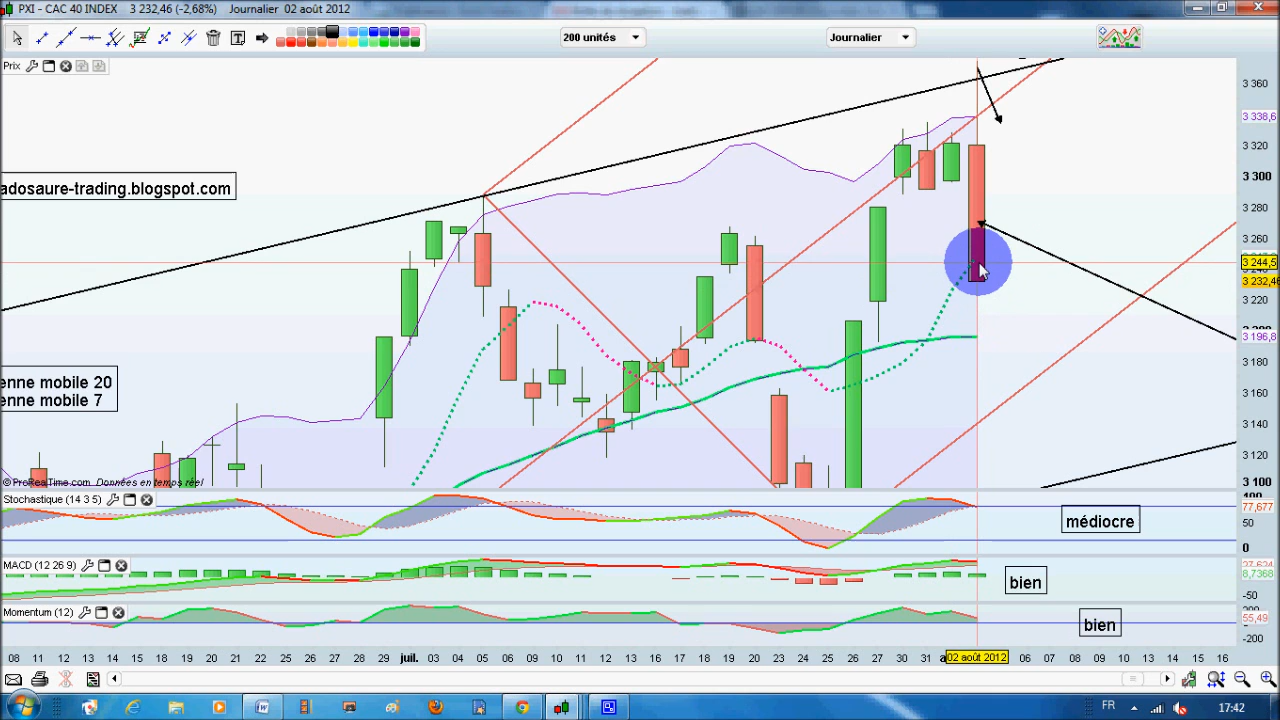 PXI - CAC 40 INDEX 3 232,46 (-2,68%) Journalier 02 août 2012
200 unités
Journalier
Prix
adosaure-trading.blogspot.com
enne mobile 20
enne mobile 7
3 360
3 338,6
3 320
3 300
3 280
3 260
3 244,5
3 232,46
3 220
3 196,8
3 180
3 160
3 140
3 120
3 100
© ProRealTime.com Données en temps réel
Stochastique (14 3 5)
100
77,677
50
0
médiocre
MACD (12 26 9)
27,624
8,7368
-50
bien
Momentum (12)
55,49
-200
bien
08 11 12 13 14 15 18 19 20 21 22 25 26 27 28 29 juil. 03 04 05 06 09 10 11 12 13 16 17 18 19 20 23 24 25 26 27 30 31 a 02 août 2012 06 07 08 09 10 13 14 15 16
FR
17:42